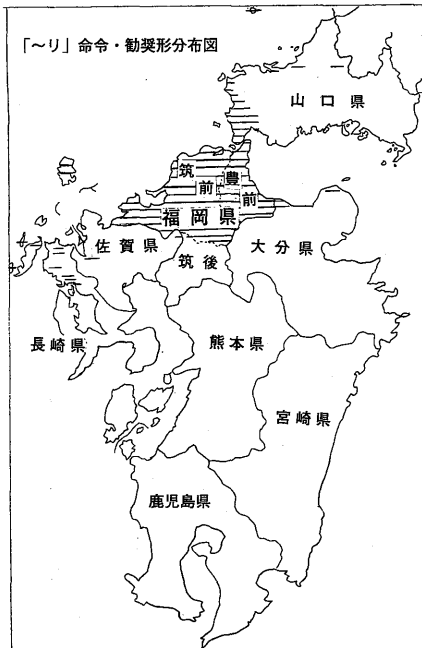 「～リ」命令・勧奨形分布図
山口県
筑前
豊前
福岡県
佐賀県
筑後
大分県
長崎県
熊本県
宮崎県
鹿児島県